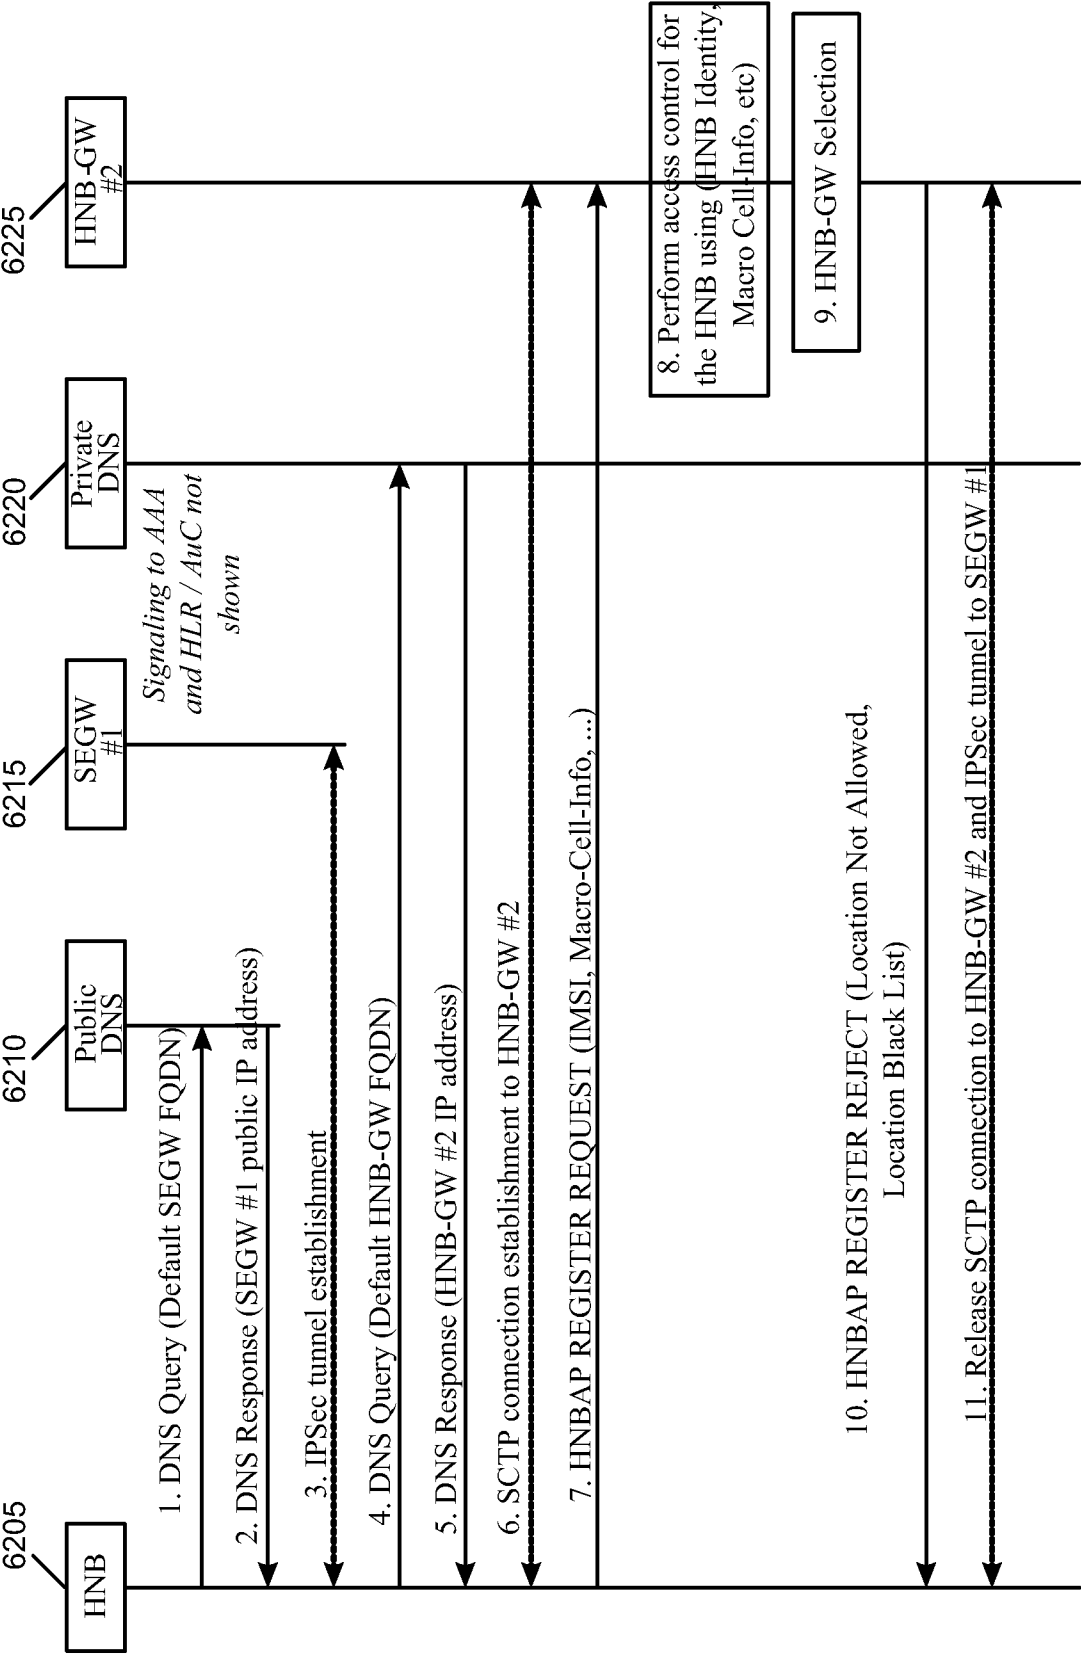 6205
6210
6215
6220
6225
HNB
Public
DNS
SEGW
#1
Private
DNS
HNB-GW
#2
Signaling to AAA
and HLR / AuC not
shown
1. DNS Query (Default SEGW FQDN)
2. DNS Response (SEGW #1 public IP address)
3. IPSec tunnel establishment
4. DNS Query (Default HNB-GW FQDN)
5. DNS Response (HNB-GW #2 IP address)
6. SCTP connection establishment to HNB-GW #2
7. HNBAP REGISTER REQUEST (IMSI, Macro-Cell-Info, ...)
8. Perform access control for
the HNB using (HNB Identity,
Macro Cell-Info, etc)
9. HNB-GW Selection
10. HNBAP REGISTER REJECT (Location Not Allowed,
Location Black List)
11. Release SCTP connection to HNB-GW #2 and IPSec tunnel to SEGW #1